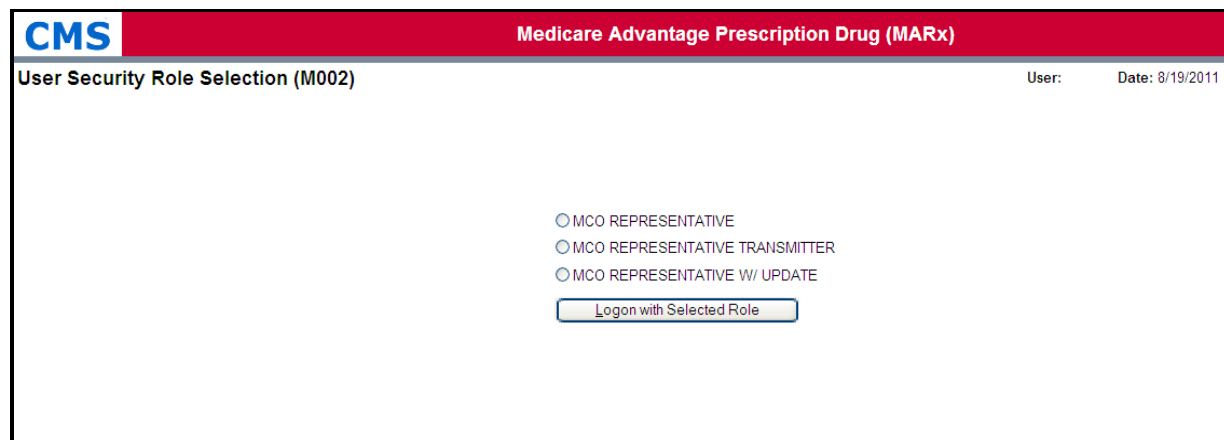 CMS
Medicare Advantage Prescription Drug (MARx)
User Security Role Selection (M002)
User: Date: 8/19/2011
MCO REPRESENTATIVE
MCO REPRESENTATIVE TRANSMITTER
MCO REPRESENTATIVE W/ UPDATE
Logon with Selected Role